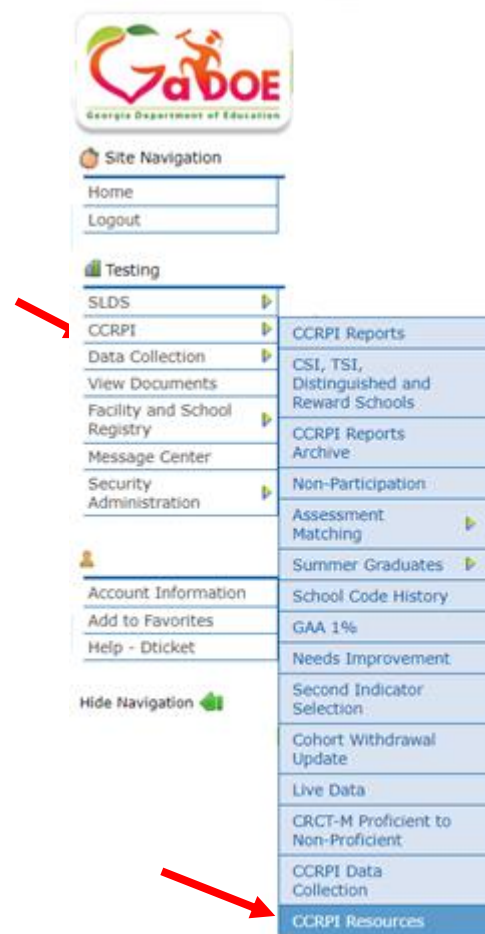 GaDOE
Georgia Department of Education
Site Navigation
Home
Logout
Testing
SLDS
CCRPI
Data Collection
View Documents
Facility and School
Registry
Message Center
Security
Administration
Account Information
Add to Favorites
Help - Dticket
Hide Navigation
CCRPI Reports
CSI, TSI,
Distinguished and
Reward Schools
CCRPI Reports
Archive
Non-Participation
Assessment
Matching
Summer Graduates
School Code History
GAA 1%
Needs Improvement
Second Indicator
Selection
Cohort Withdrawal
Update
Live Data
CRCT-M Proficient to
Non-Proficient
CCRPI Data
Collection
CCRPI Resources